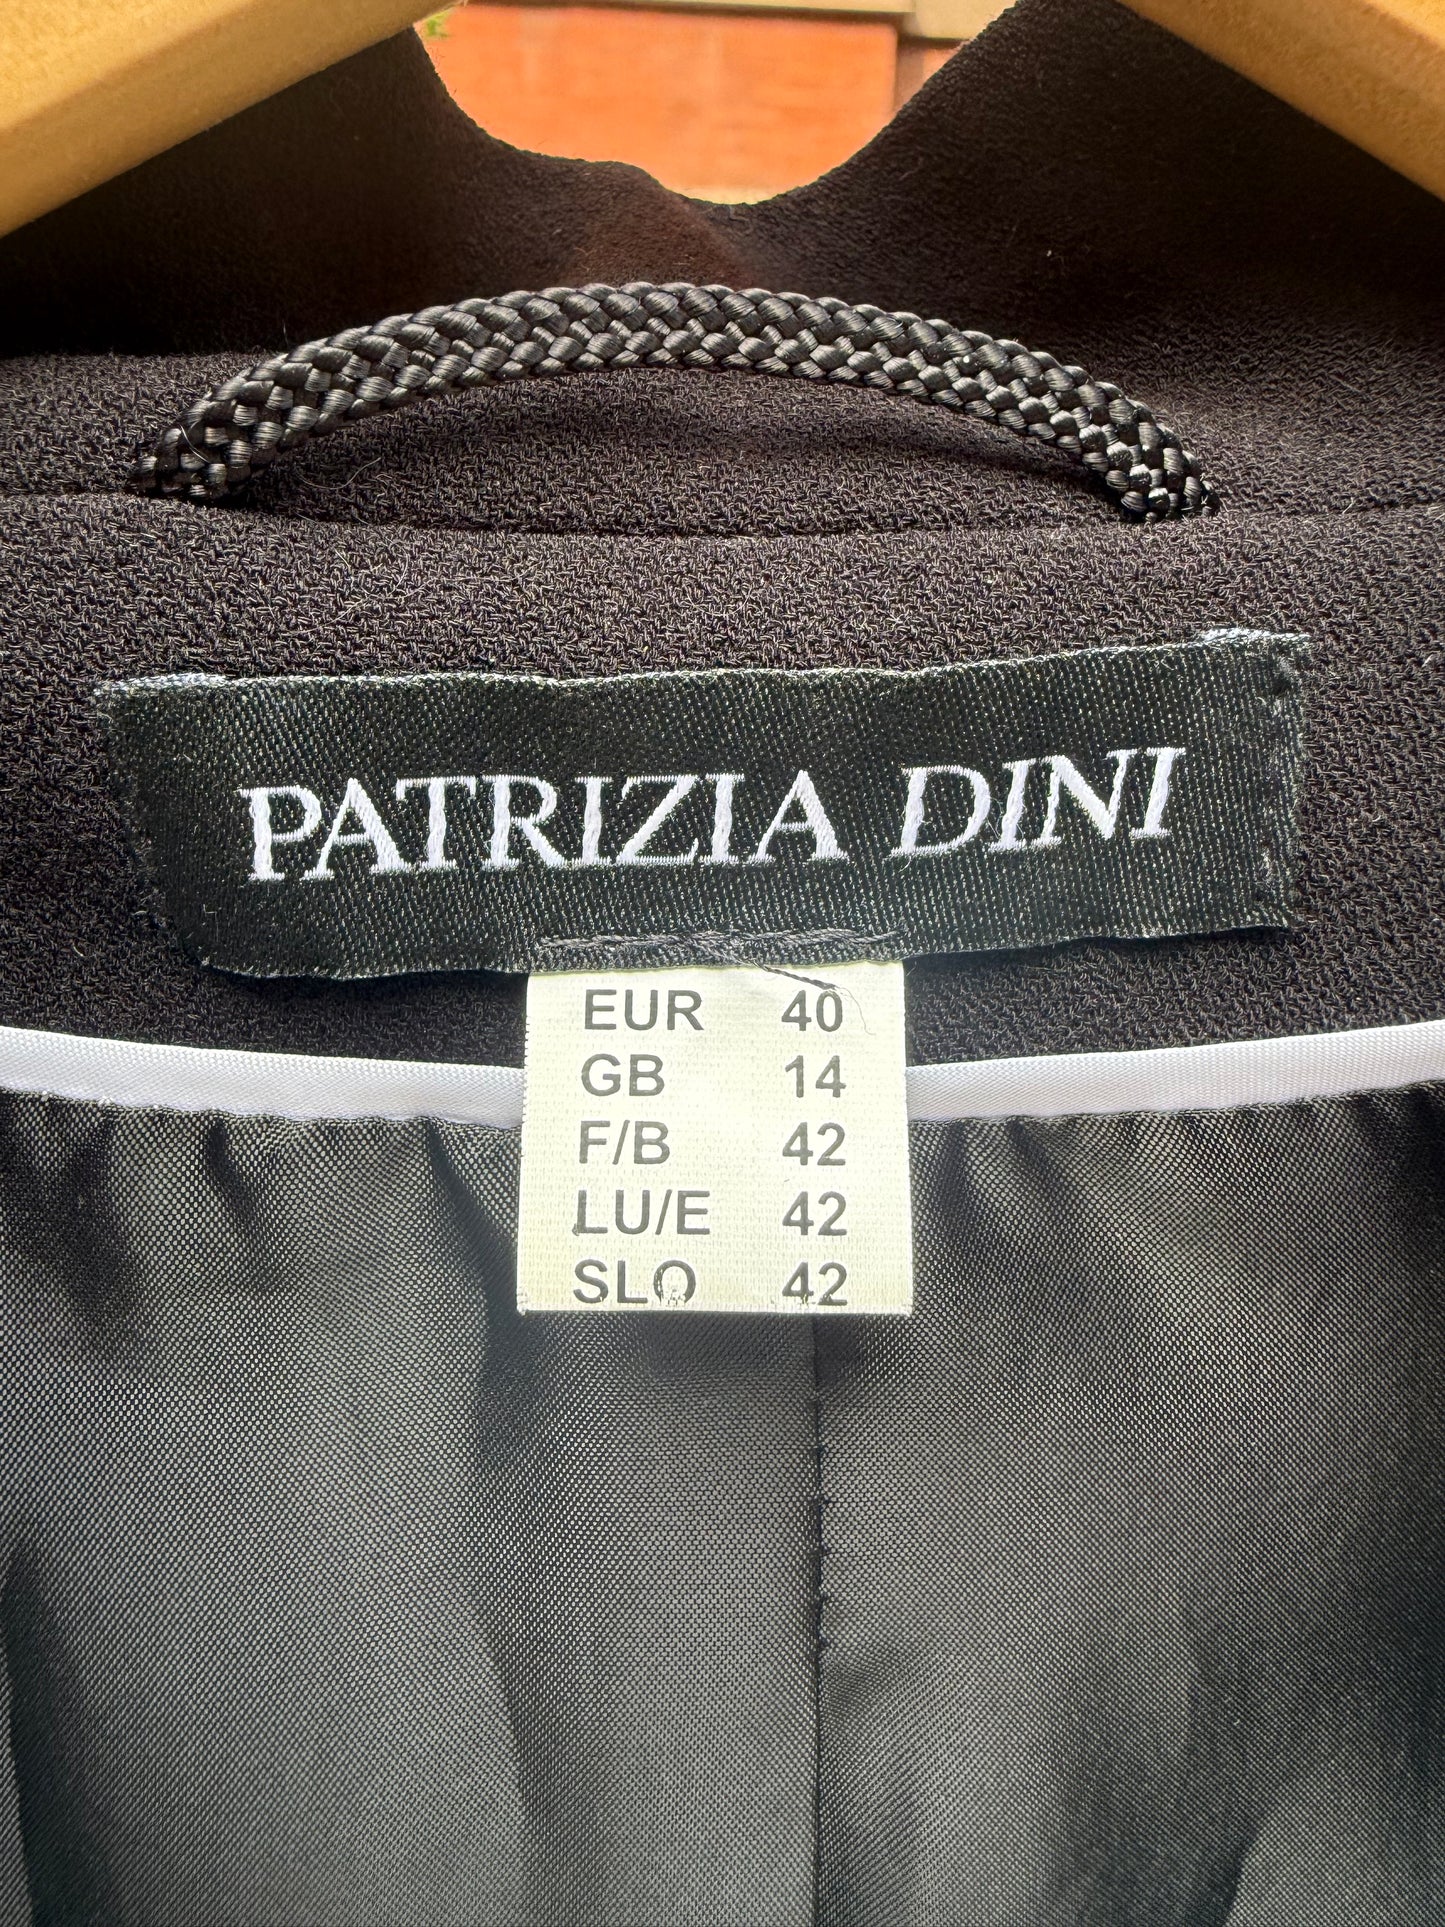 PATRIZIA DINI
EUR 40
GB 14
F/B 42
LU/E 42
SLO 42